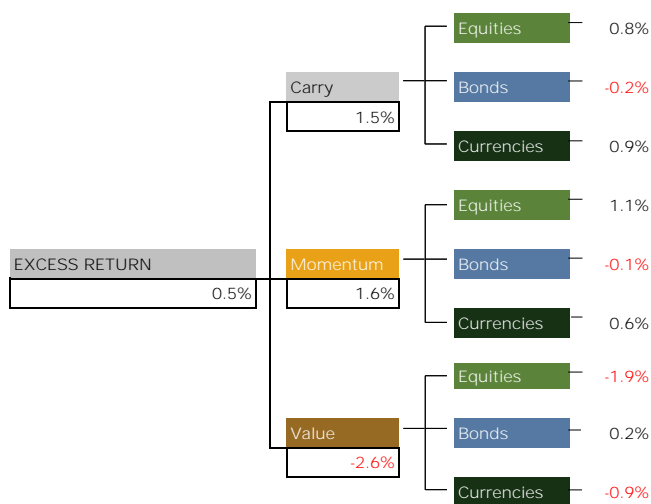 Equities 0.8%
Carry
Bonds -0.2%
1.5%
Currencies 0.9%
Equities 1.1%
EXCESS RETURN
Momentum
Bonds -0.1%
0.5%
1.6%
Currencies 0.6%
Equities -1.9%
Value
Bonds 0.2%
-2.6%
Currencies -0.9%